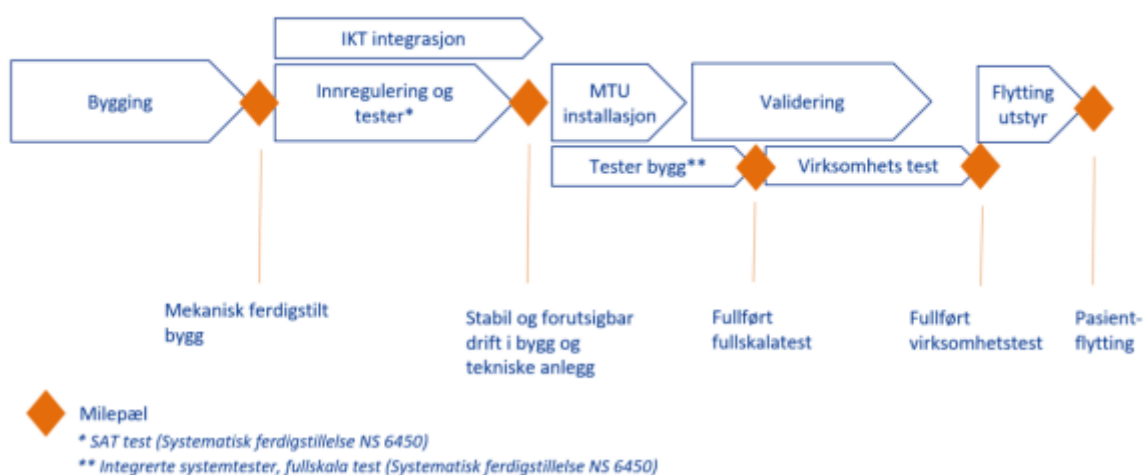 IKT integrasjon
Bygging
Innregulering og
tester*
MTU
installasjon
Validering
Flytting
utstyr
Tester bygg**
Virksomhets test
Mekanisk ferdigstilt
bygg
Stabil og forutsigbar
drift i bygg og
tekniske anlegg
Fullført
fullskalatest
Fullført
virksomhetstest
Pasient-
flytting
Milepæl
* SAT test (Systematisk ferdigstillelse NS 6450)
** Integrerte systemtester, fullskala test (Systematisk ferdigstillelse NS 6450)